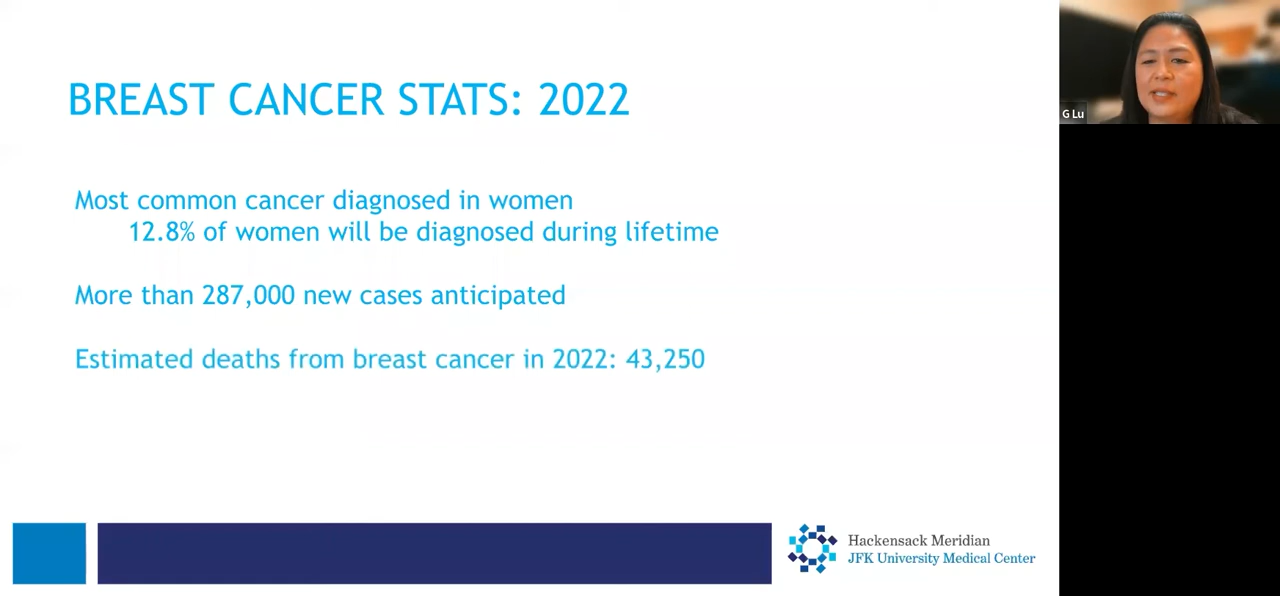 BREAST CANCER STATS: 2022
Most common cancer diagnosed in women
12.8% of women will be diagnosed during lifetime
More than 287,000 new cases anticipated
Estimated deaths from breast cancer in 2022: 43,250
Hackensack Meridian
JFK University Medical Center
G Lu